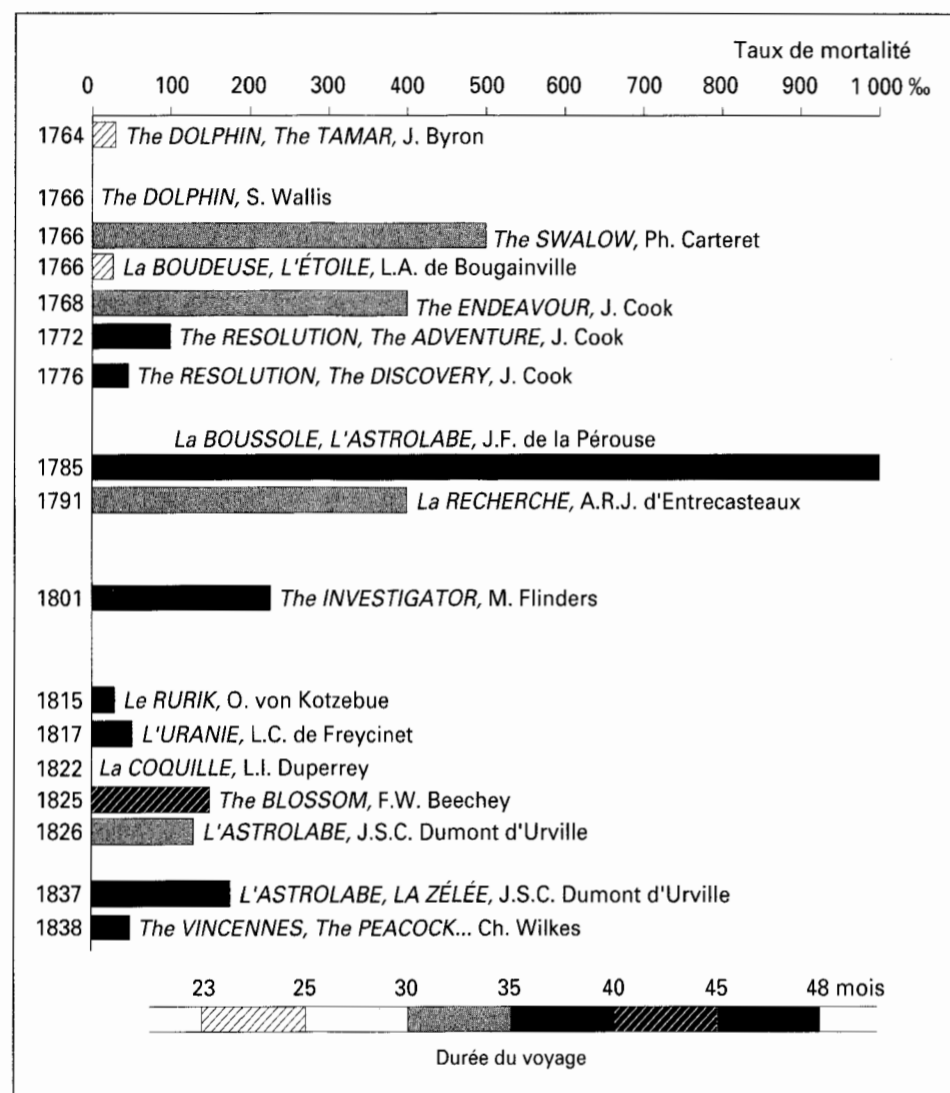 Taux de mortalité
0 100 200 300 400 500 600 700 800 900 1 000 ‰
1764 The DOLPHIN, The TAMAR, J. Byron
1766 The DOLPHIN, S. Wallis
1766 The SWALOW, Ph. Carteret
1766 La BOUDEUSE, L'ÉTOILE, L.A. de Bougainville
1768 The ENDEAVOUR, J. Cook
1772 The RESOLUTION, The ADVENTURE, J. Cook
1776 The RESOLUTION, The DISCOVERY, J. Cook
La BOUSSOLE, L'ASTROLABE, J.F. de la Pérouse
1785
1791 La RECHERCHE, A.R.J. d'Entrecasteaux
1801 The INVESTIGATOR, M. Flinders
1815 Le RURIK, O. von Kotzebue
1817 L'URANIE, L.C. de Freycinet
1822 La COQUILLE, L.I. Duperrey
1825 The BLOSSOM, F.W. Beechey
1826 L'ASTROLABE, J.S.C. Dumont d'Urville
1837 L'ASTROLABE, LA ZÉLÉE, J.S.C. Dumont d'Urville
1838 The VINCENNES, The PEACOCK... Ch. Wilkes
23 25 30 35 40 45 48 mois
Durée du voyage